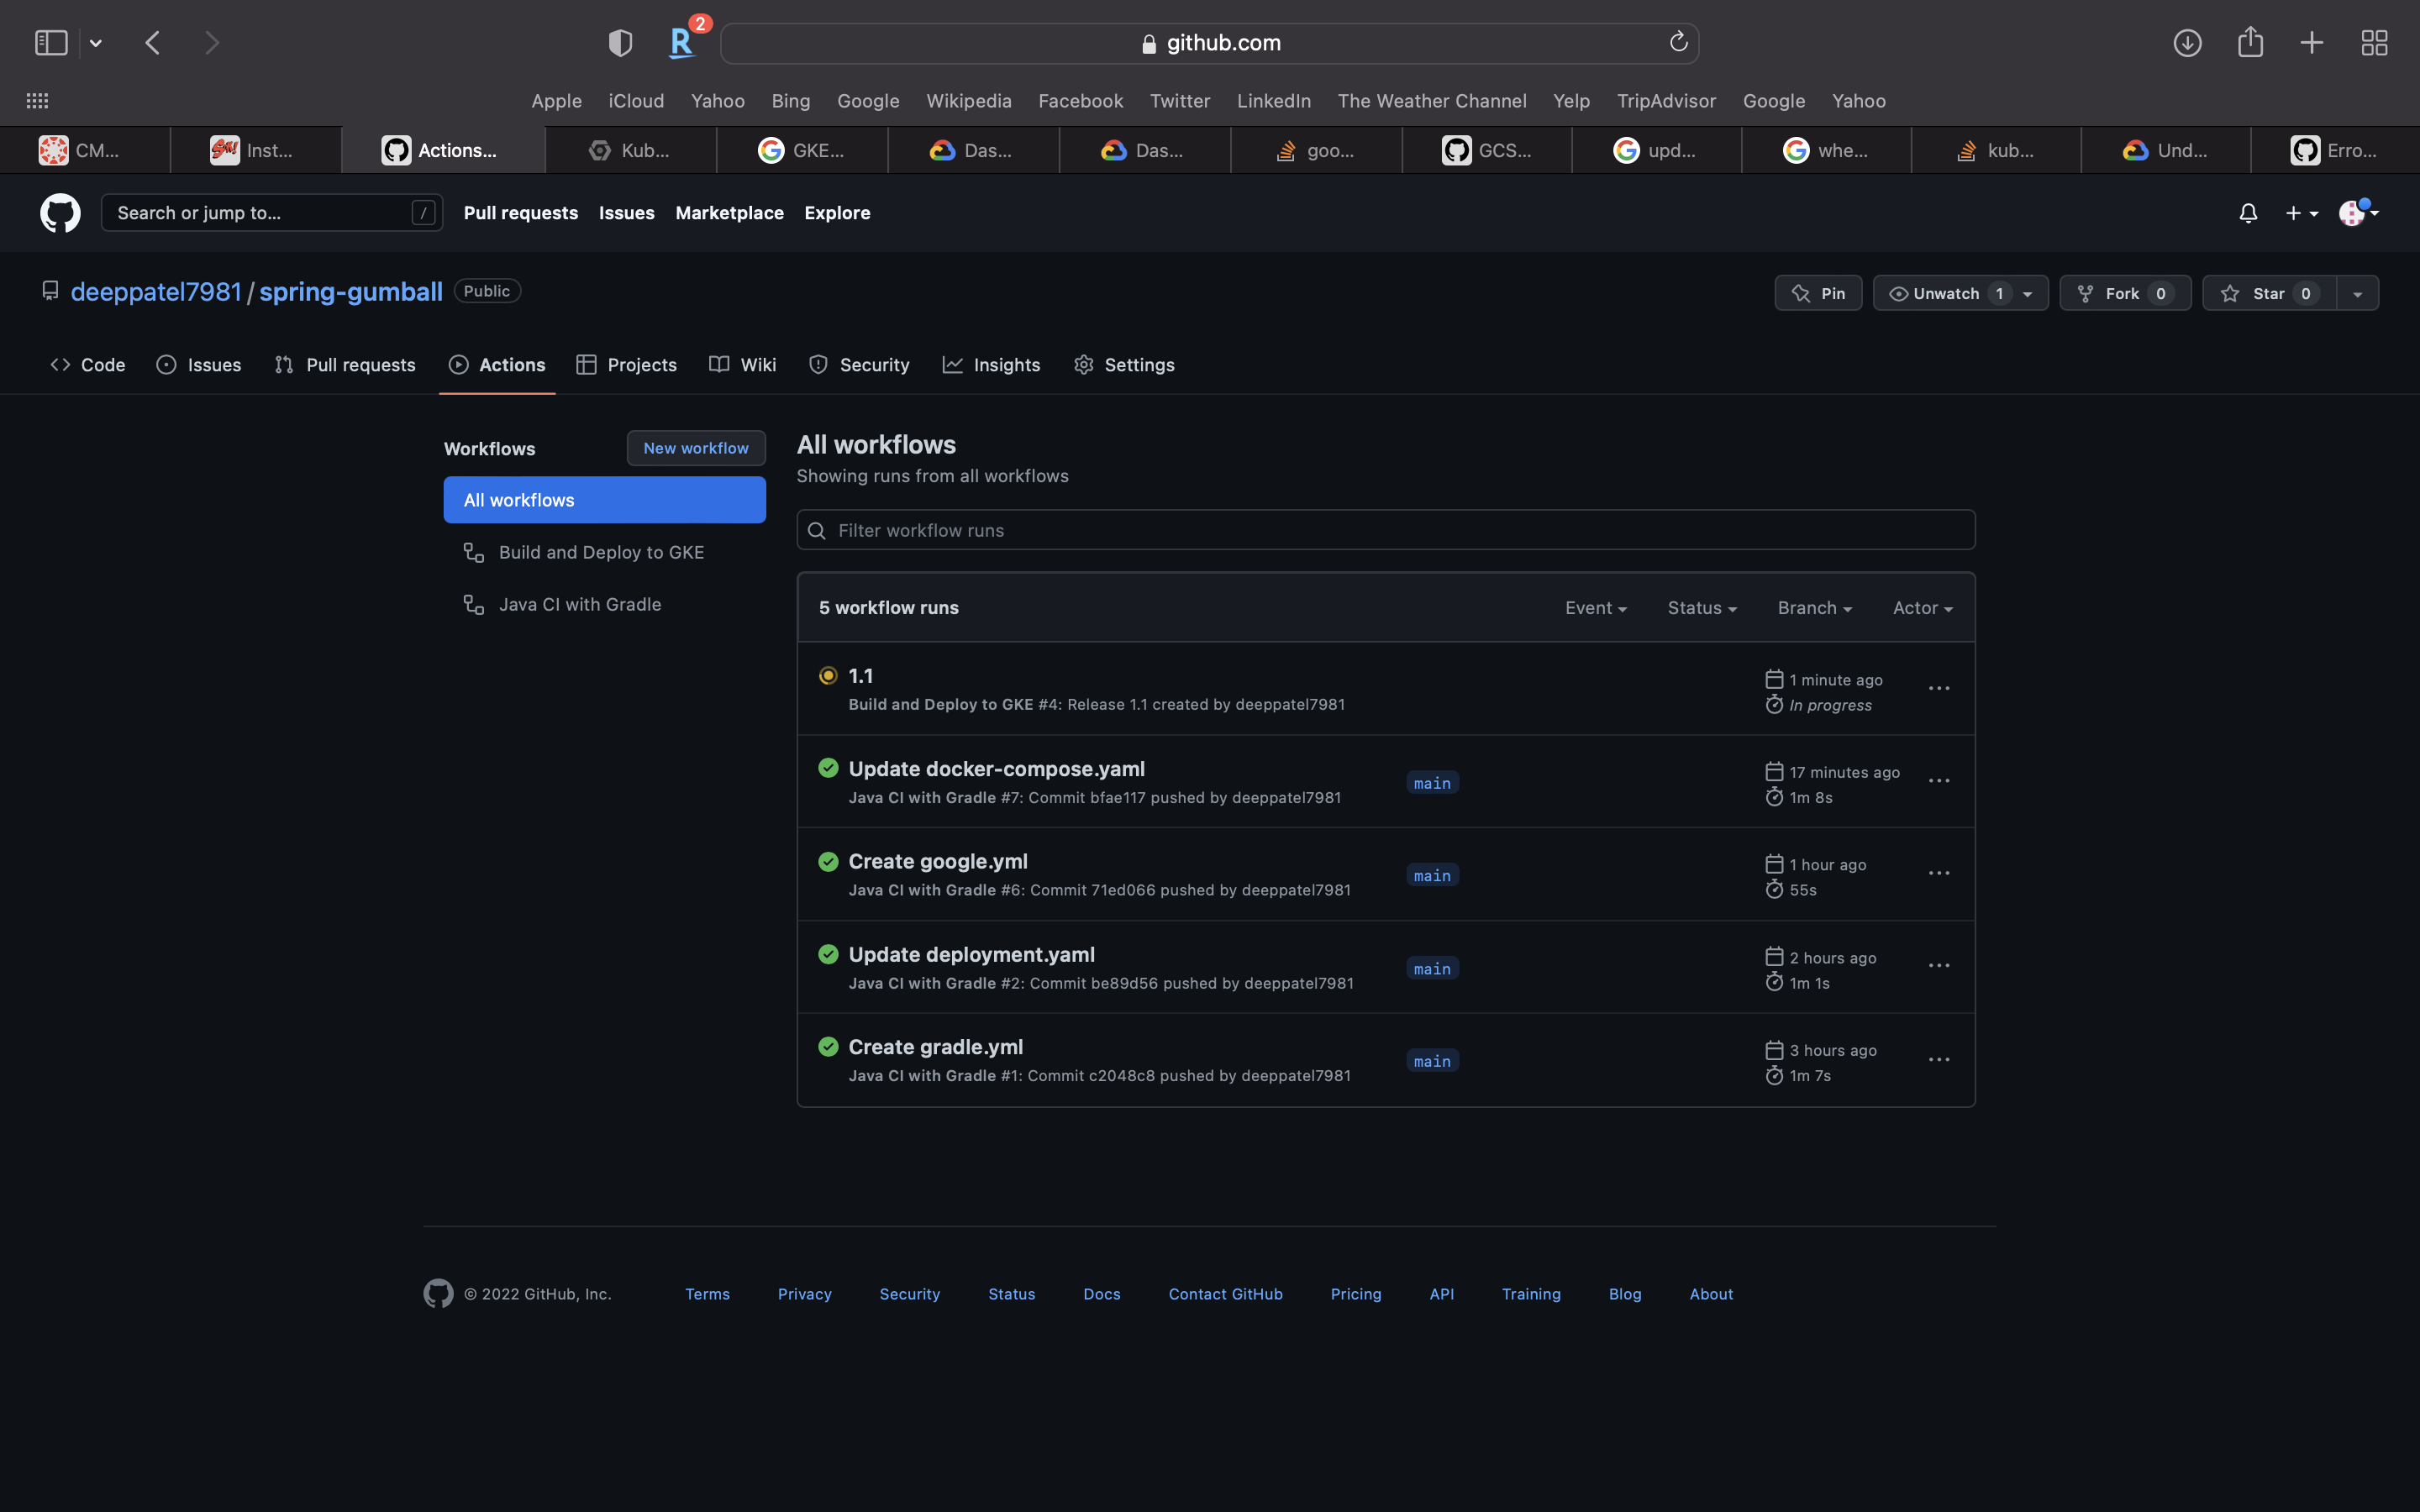 2
github.com
Apple iCloud Yahoo Bing Google Wikipedia Facebook Twitter LinkedIn The Weather Channel Yelp TripAdvisor Google Yahoo
CM... Inst... Actions... Kub... GKE... Das... Das... goo... GCS... upd... whe... kub... Und... Erro...
Search or jump to... / Pull requests Issues Marketplace Explore
deeppatel7981 / spring-gumball Public Pin Unwatch 1 Fork 0 Star 0
Code Issues Pull requests Actions Projects Wiki Security Insights Settings
Workflows New workflow
All workflows
Build and Deploy to GKE
Java CI with Gradle
All workflows
Showing runs from all workflows
Filter workflow runs
5 workflow runs Event Status Branch Actor
1.1
Build and Deploy to GKE #4: Release 1.1 created by deeppatel7981
1 minute ago
In progress
Update docker-compose.yaml
Java CI with Gradle #7: Commit bfae117 pushed by deeppatel7981
main
17 minutes ago
1m 8s
Create google.yml
Java CI with Gradle #6: Commit 71ed066 pushed by deeppatel7981
main
1 hour ago
55s
Update deployment.yaml
Java CI with Gradle #2: Commit be89d56 pushed by deeppatel7981
main
2 hours ago
1m 1s
Create gradle.yml
Java CI with Gradle #1: Commit c2048c8 pushed by deeppatel7981
main
3 hours ago
1m 7s
© 2022 GitHub, Inc. Terms Privacy Security Status Docs Contact GitHub Pricing API Training Blog About